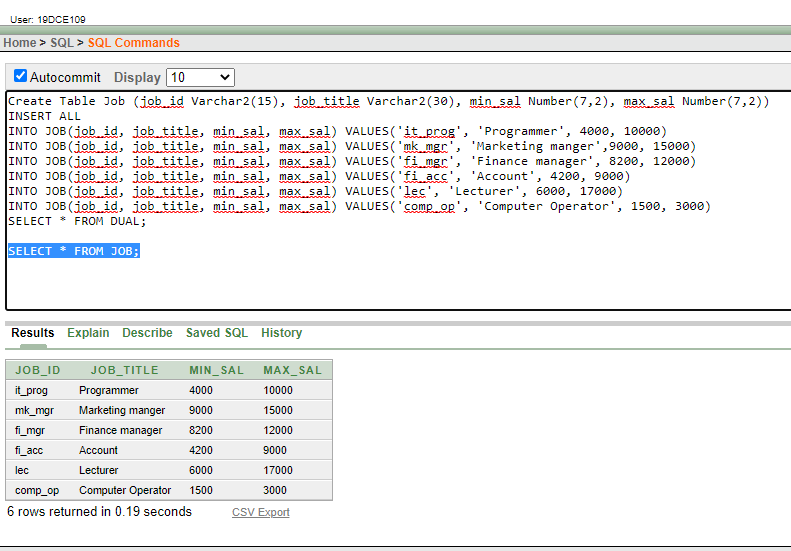 User: 19DCE109
Home > SQL > SQL Commands
Autocommit Display 10
Create Table Job (job_id Varchar2(15), job_title Varchar2(30), min_sal Number(7,2), max_sal Number(7,2))
INSERT ALL
INTO JOB(job_id, job_title, min_sal, max_sal) VALUES('it_prog', 'Programmer', 4000, 10000)
INTO JOB(job_id, job_title, min_sal, max_sal) VALUES('mk_mgr', 'Marketing manger',9000, 15000)
INTO JOB(job_id, job_title, min_sal, max_sal) VALUES('fi_mgr', 'Finance manager', 8200, 12000)
INTO JOB(job_id, job_title, min_sal, max_sal) VALUES('fi_acc', 'Account', 4200, 9000)
INTO JOB(job_id, job_title, min_sal, max_sal) VALUES('lec', 'Lecturer', 6000, 17000)
INTO JOB(job_id, job_title, min_sal, max_sal) VALUES('comp_op', 'Computer Operator', 1500, 3000)
SELECT * FROM DUAL;
SELECT * FROM JOB;
Results Explain Describe Saved SQL History
JOB_ID JOB_TITLE MIN_SAL MAX_SAL
it_prog Programmer 4000 10000
mk_mgr Marketing manger 9000 15000
fi_mgr Finance manager 8200 12000
fi_acc Account 4200 9000
lec Lecturer 6000 17000
comp_op Computer Operator 1500 3000
6 rows returned in 0.19 seconds CSV Export